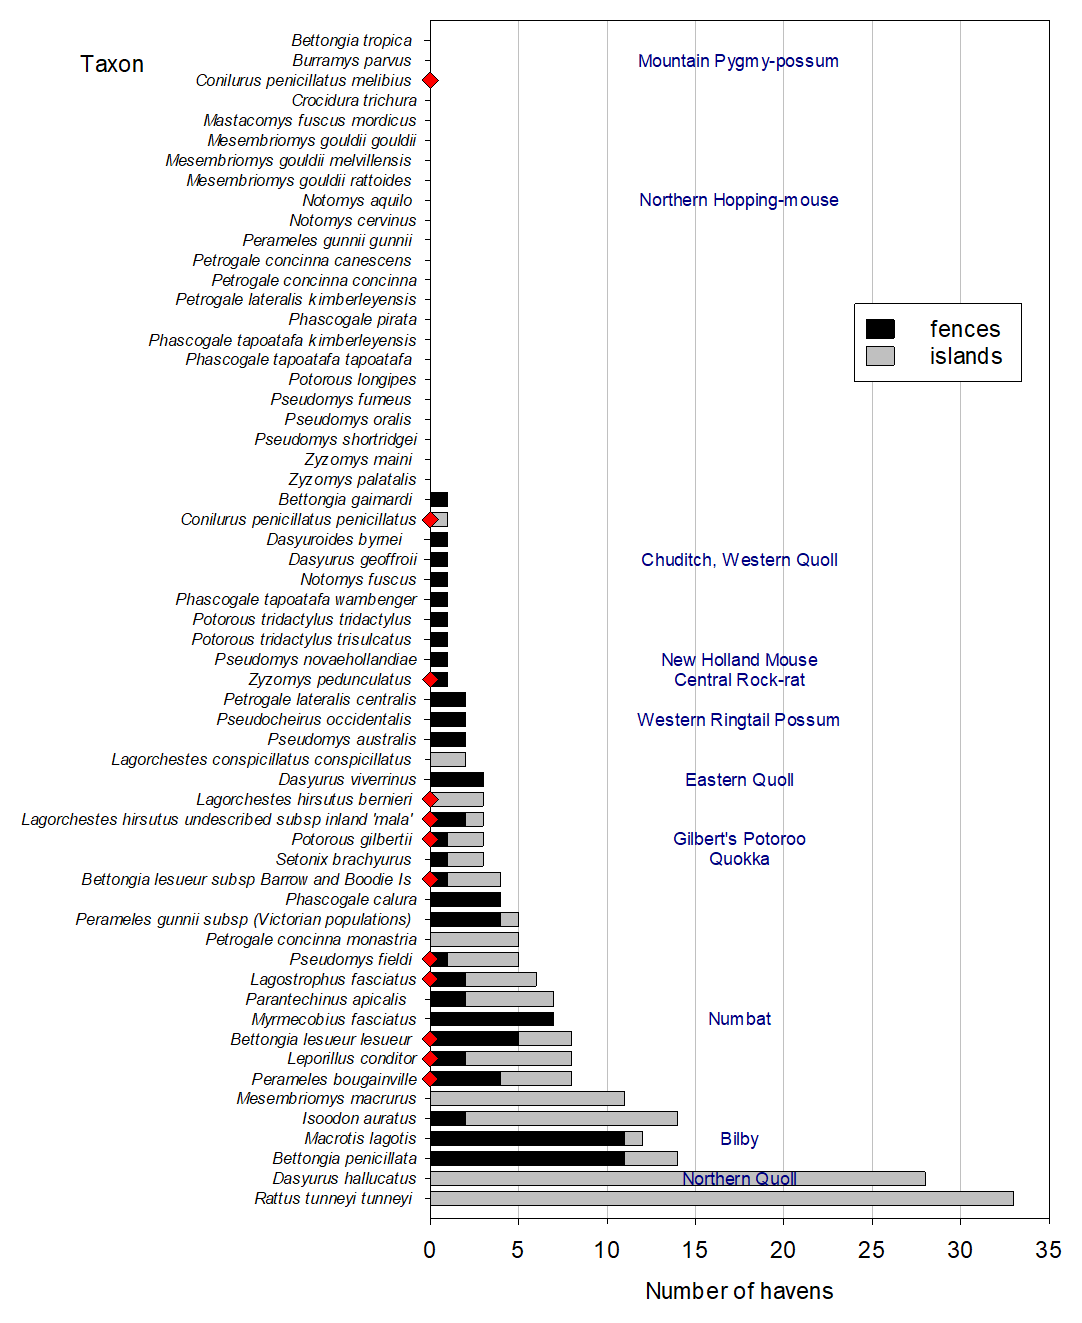 Taxon
Bettongia tropica
Burramys parvus
Mountain Pygmy-possum
Conilurus penicillatus melibius
Crocidura trichura
Mastacomys fuscus mordicus
Mesembriomys gouldii gouldii
Mesembriomys gouldii melvillensis
Mesembriomys gouldii rattoides
Notomys aquilo
Northern Hopping-mouse
Notomys cervinus
Perameles gunnii gunnii
Petrogale concinna canescens
Petrogale concinna concinna
Petrogale lateralis kimberleyensis
Phascogale pirata
fences
Phascogale tapoatafa kimberleyensis
Phascogale tapoatafa tapoatafa
islands
Potorous longipes
Pseudomys fumeus
Pseudomys oralis
Pseudomys shortridgei
Zyzomys maini
Zyzomys palatalis
Bettongia gaimardi
Conilurus penicillatus penicillatus
Dasyuroides byrnei
Dasyurus geoffroii
Chuditch, Western Quoll
Notomys fuscus
Phascogale tapoatafa wambenger
Potorous tridactylus tridactylus
Potorous tridactylus trisulcatus
Pseudomys novaehollandiae
New Holland Mouse
Zyzomys pedunculatus
Central Rock-rat
Petrogale lateralis centralis
Pseudocheirus occidentalis
Western Ringtail Possum
Pseudomys australis
Lagorchestes conspicillatus conspicillatus
Dasyurus viverrinus
Eastern Quoll
Lagorchestes hirsutus bernieri
Lagorchestes hirsutus undescribed subsp inland 'mala'
Potorous gilbertii
Gilbert's Potoroo
Setonix brachyurus
Quokka
Bettongia lesueur subsp Barrow and Boodie Is
Phascogale calura
Perameles gunnii subsp (Victorian populations)
Petrogale concinna monastria
Pseudomys fieldi
Lagostrophus fasciatus
Parantechinus apicalis
Myrmecobius fasciatus
Numbat
Bettongia lesueur lesueur
Leporillus conditor
Perameles bougainville
Mesembriomys macrurus
Isoodon auratus
Macrotis lagotis
Bilby
Bettongia penicillata
Dasyurus hallucatus
Northern Quoll
Rattus tunneyi tunneyi
0 5 10 15 20 25 30 35
Number of havens